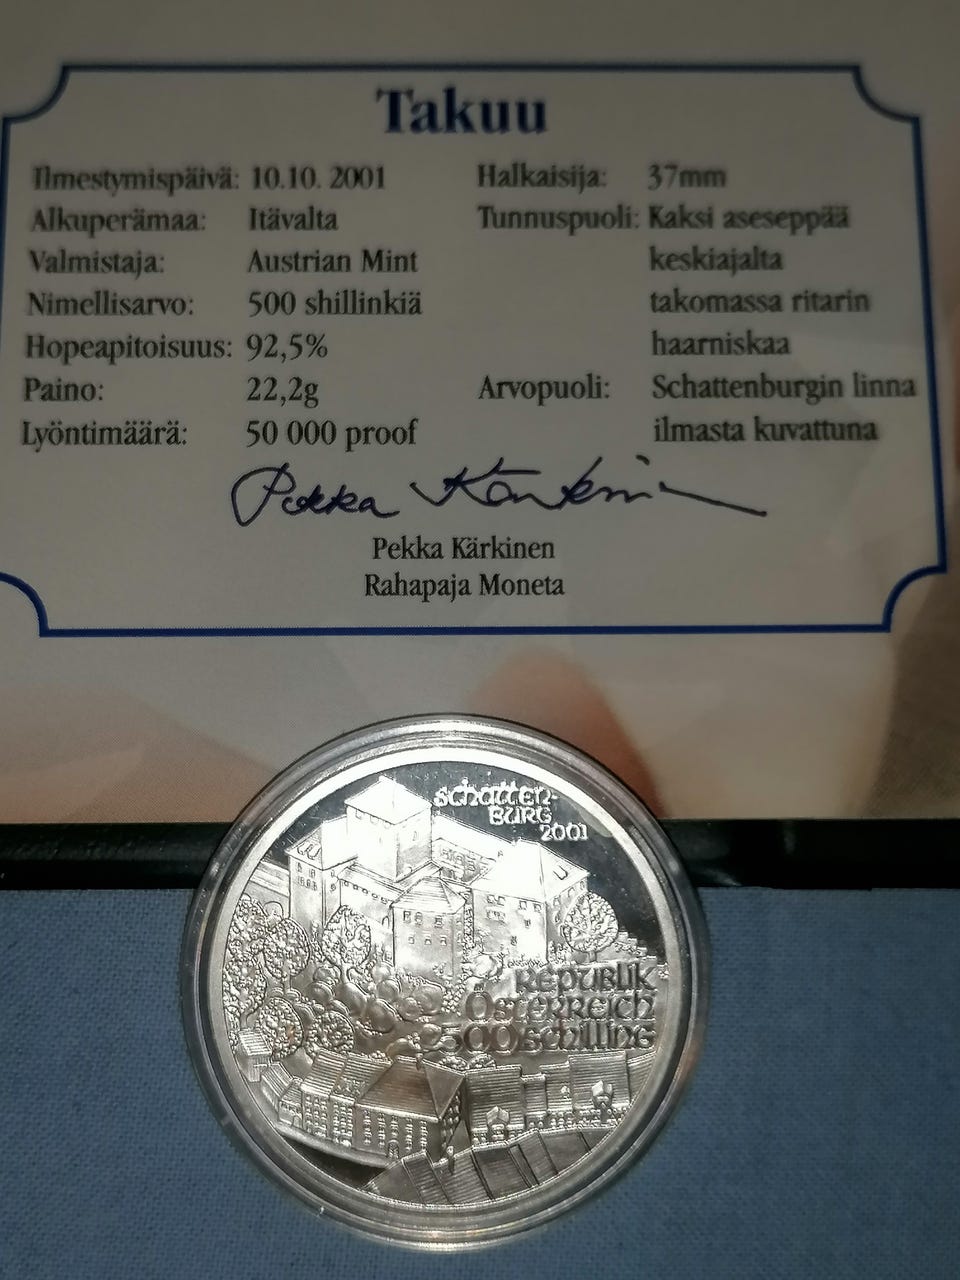 Takuu
Ilmestymispäivä: 10.10. 2001
Alkuperämaa: Itävalta
Valmistaja: Austrian Mint
Nimellisarvo: 500 shillinkiä
Hopeapitoisuus: 92,5%
Paino: 22,2g
Lyöntimäärä: 50 000 proof
Halkaisija: 37mm
Tunnuspuoli: Kaksi aseseppää
keskiajalta
takomassa ritarin
haarniskaa
Arvopuoli: Schattenburgin linna
ilmasta kuvattuna
Pekka Kärkinen
Pekka Kärkinen
Rahapaja Moneta
SCHATTEN-
BURG
2001
REPUBLIK
ÖSTERREICH
500 SCHILLING